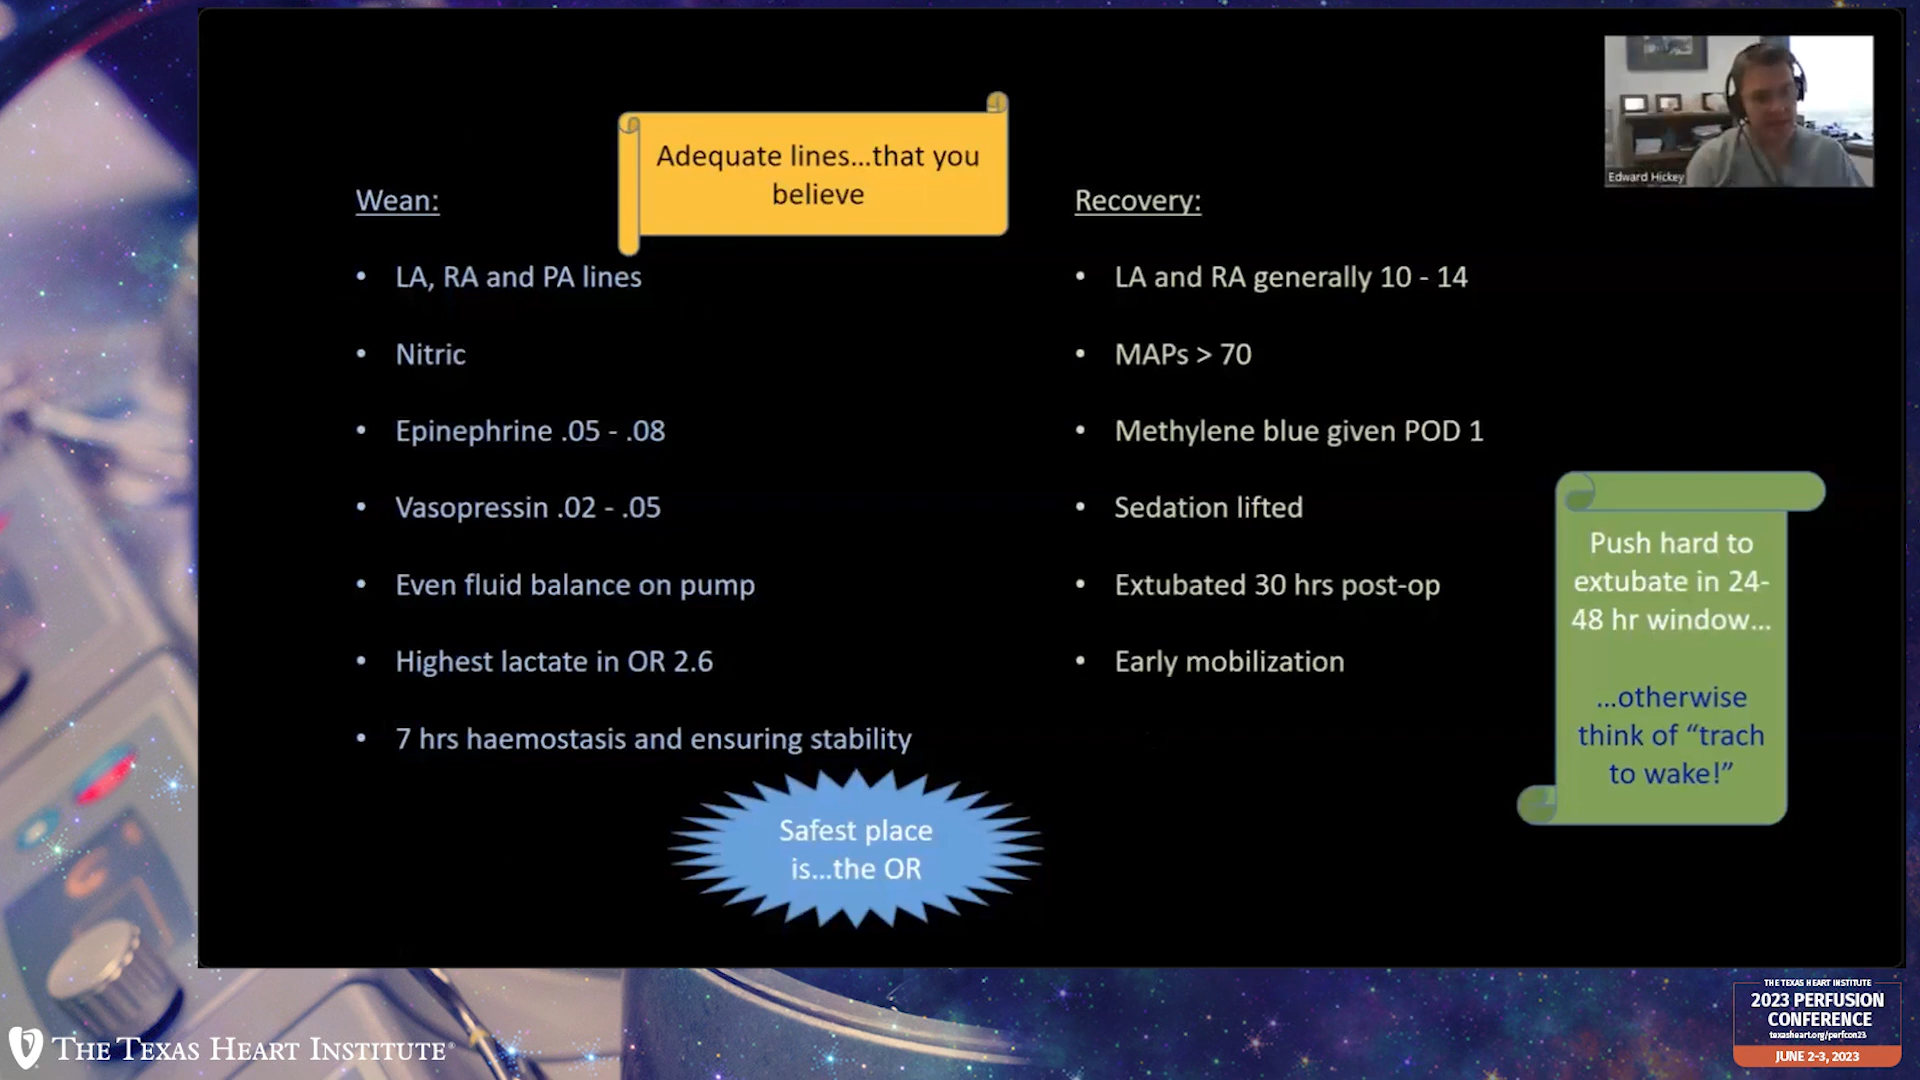 Edward Hickey
Adequate lines...that you
believe
Wean:
• LA, RA and PA lines
• Nitric
• Epinephrine .05 - .08
• Vasopressin .02 - .05
• Even fluid balance on pump
• Highest lactate in OR 2.6
• 7 hrs haemostasis and ensuring stability
Safest place
is...the OR
Recovery:
• LA and RA generally 10 - 14
• MAPs > 70
• Methylene blue given POD 1
• Sedation lifted
• Extubated 30 hrs post-op
• Early mobilization
Push hard to
extubate in 24-
48 hr window...
...otherwise
think of “trach
to wake!”
THE TEXAS HEART INSTITUTE®
THE TEXAS HEART INSTITUTE
2023 PERFUSION
CONFERENCE
texasheart.org/perfcon23
JUNE 2-3, 2023